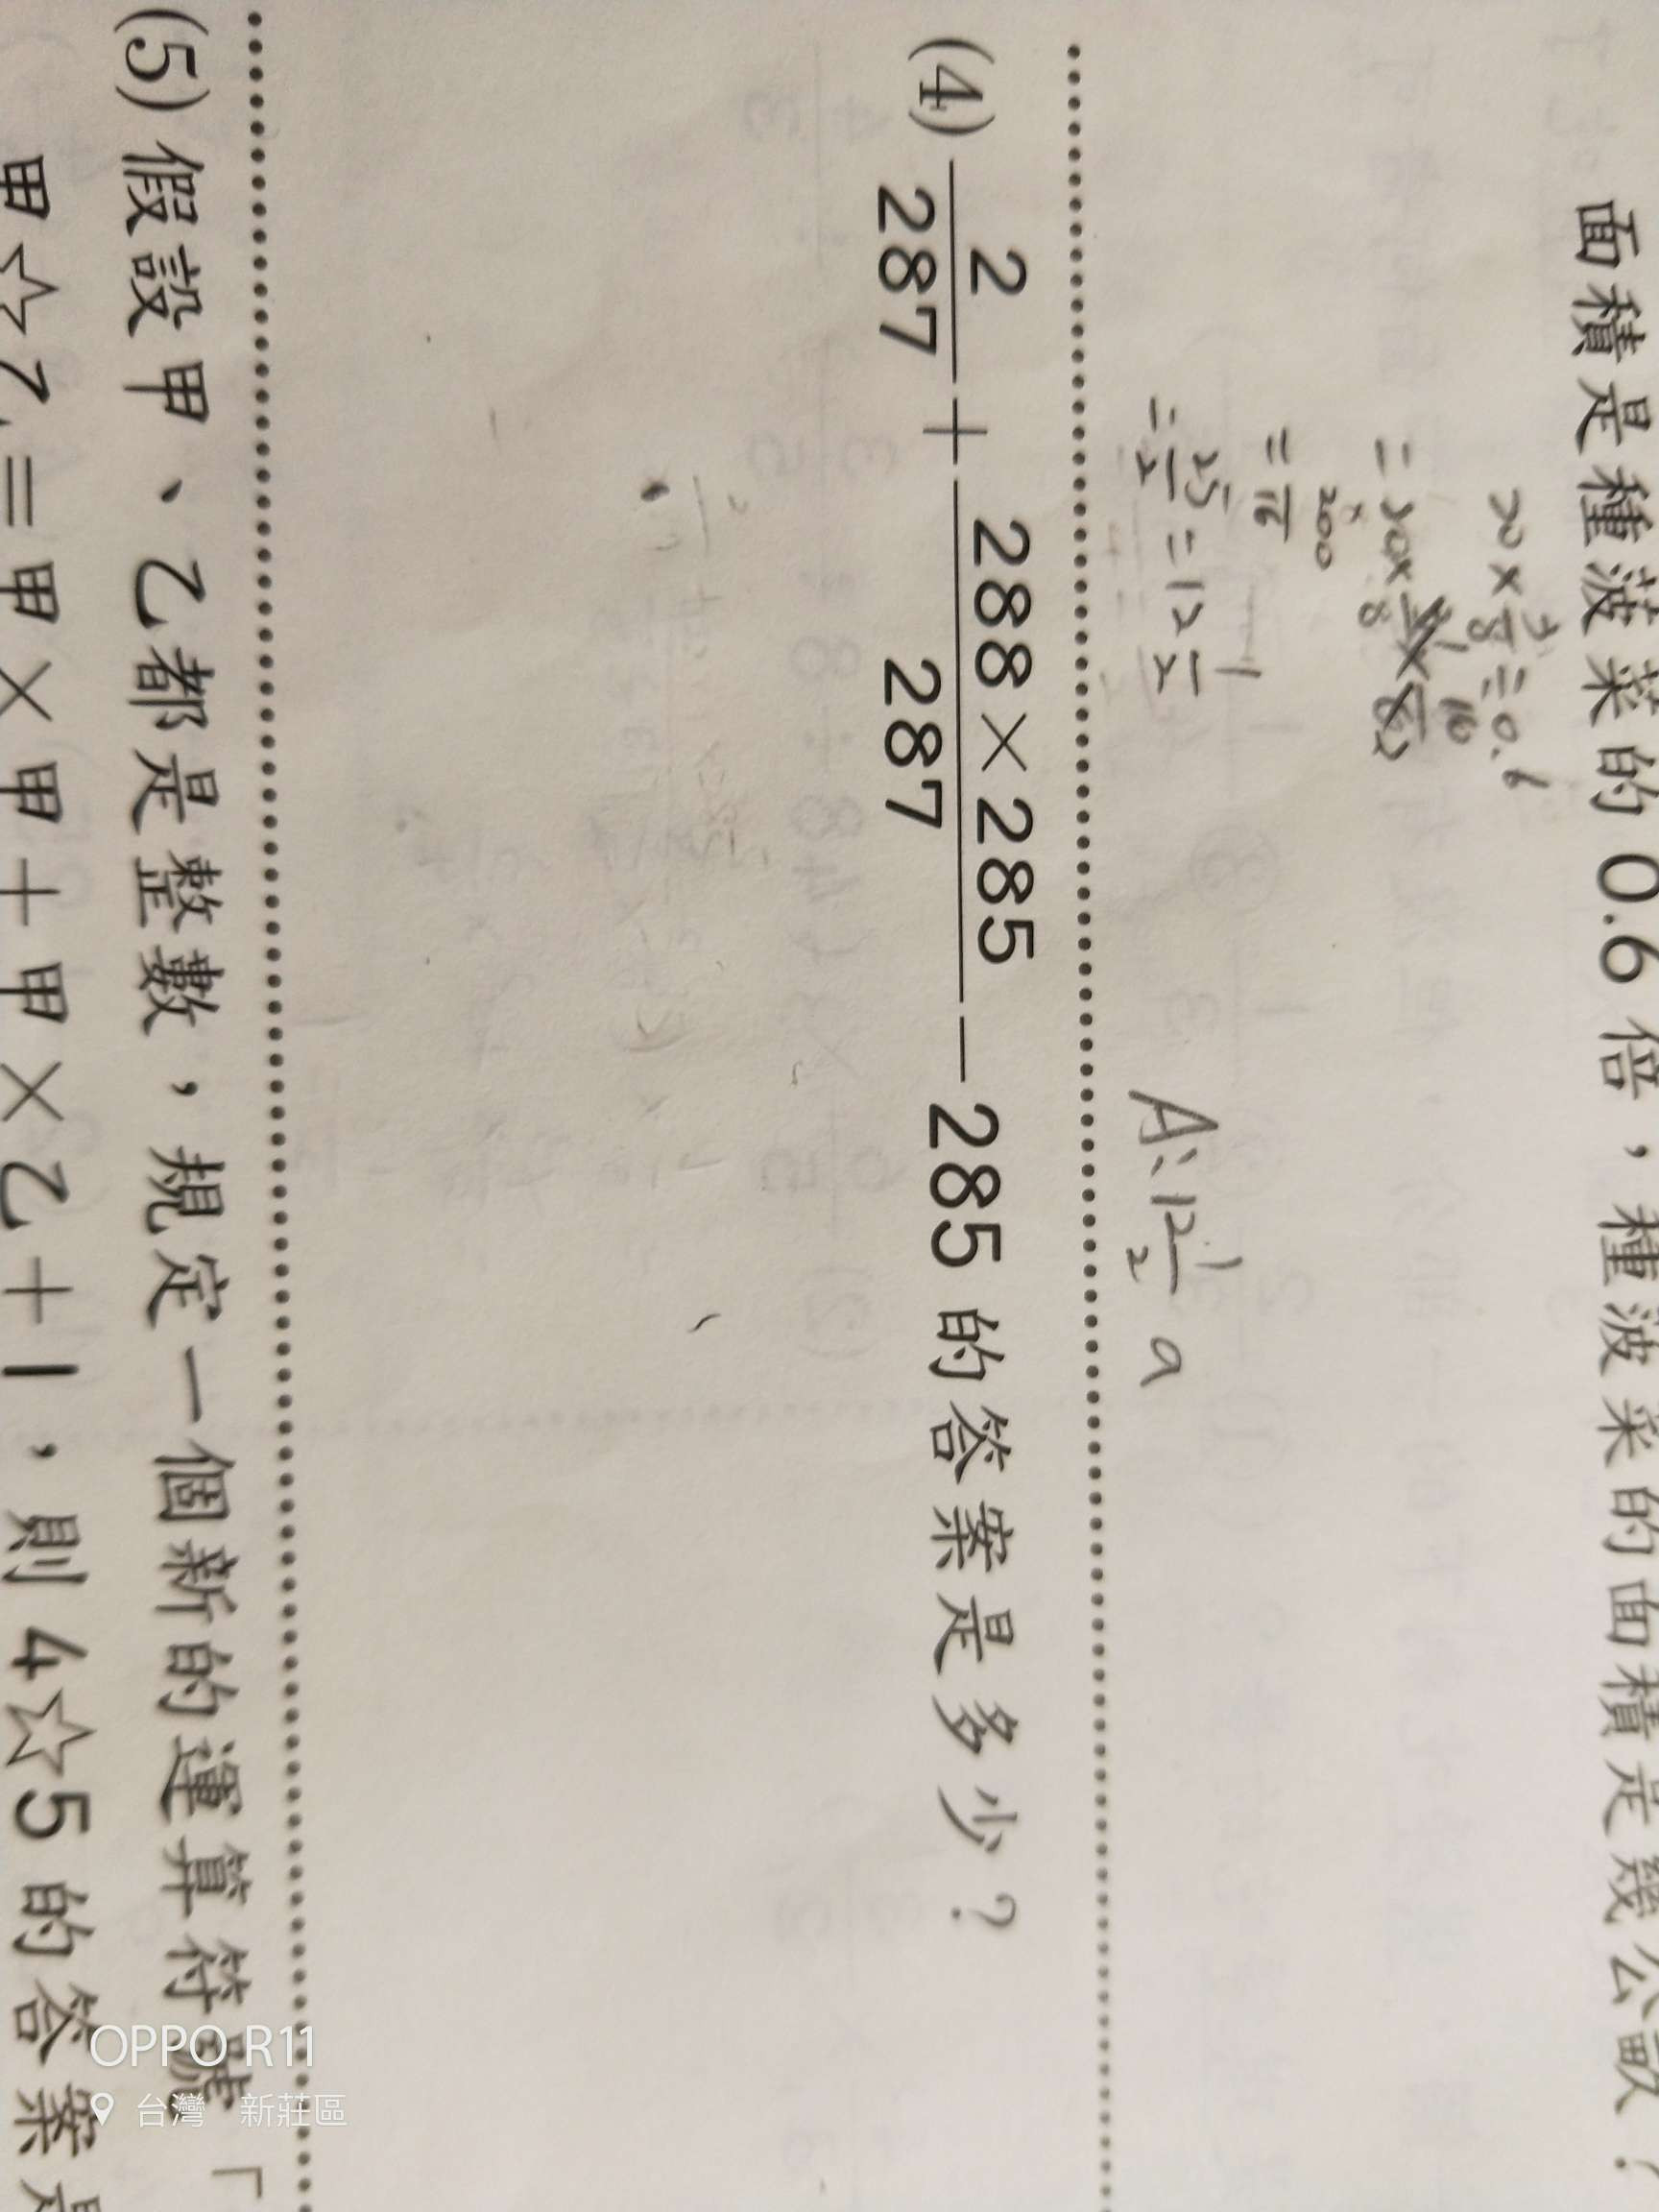 面積是種菠菜的0.6倍，種菠菜的面積是幾公畝？
= 12 1/2
A: 12 1/2 a
(4) 2/287 + 288×285/287 − 285 的答案是多少？
(5) 假設甲、乙都是整數，規定一個新的運算符號「
甲☆乙=甲×甲+甲×乙+1，則4☆5的答案是
OPPO R11
台灣 新莊區